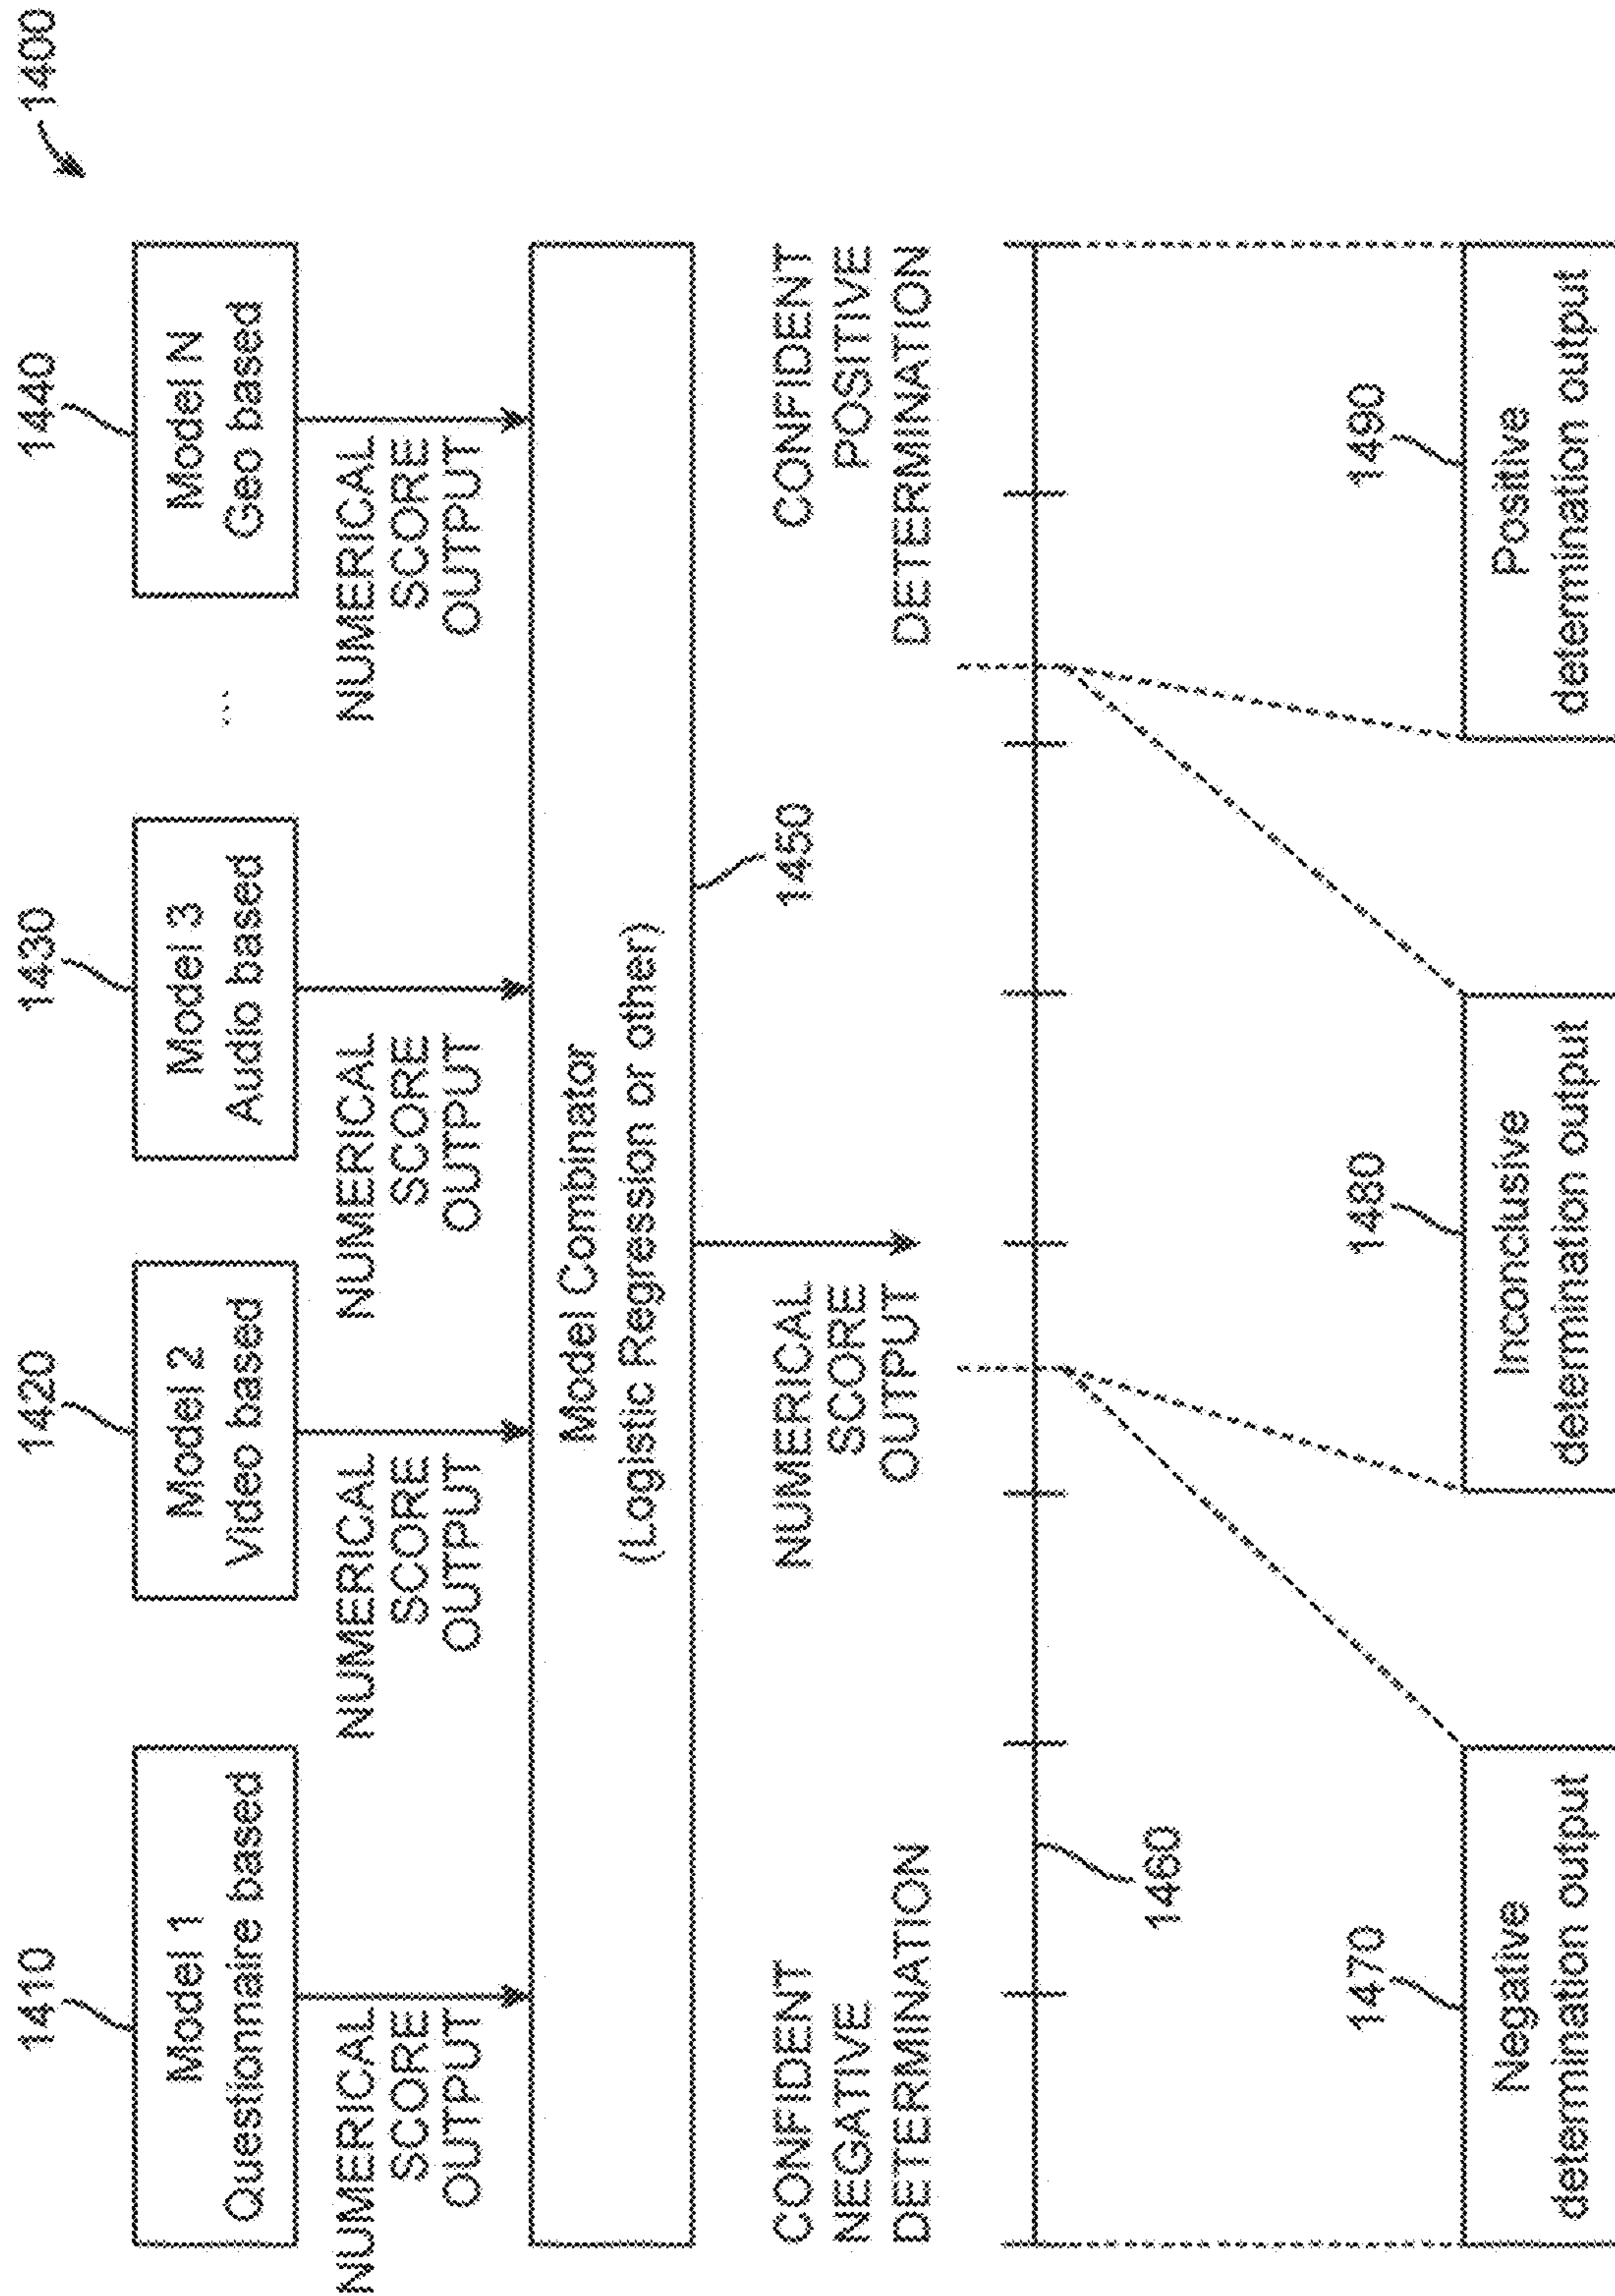 1400
1410
1420
1430
1440
Model 1
Questionnaire based
Model 2
Video based
Model 3
Audio based
...
Model N
Geo based
NUMERICAL
SCORE
OUTPUT
NUMERICAL
SCORE
OUTPUT
NUMERICAL
SCORE
OUTPUT
NUMERICAL
SCORE
OUTPUT
Model Combinator
(Logistic Regression or other)
1450
CONFIDENT
NEGATIVE
DETERMINATION
NUMERICAL
SCORE
OUTPUT
CONFIDENT
POSITIVE
DETERMINATION
1460
1470
1480
1490
Negative
determination output
Inconclusive
determination output
Positive
determination output